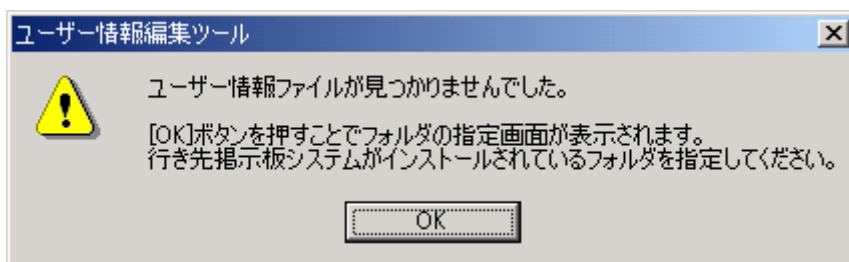 ユーザー情報編集ツール
ユーザー情報ファイルが見つかりませんでした。
[OK]ボタンを押すことでフォルダの指定画面が表示されます。
行き先掲示板システムがインストールされているフォルダを指定してください。
OK